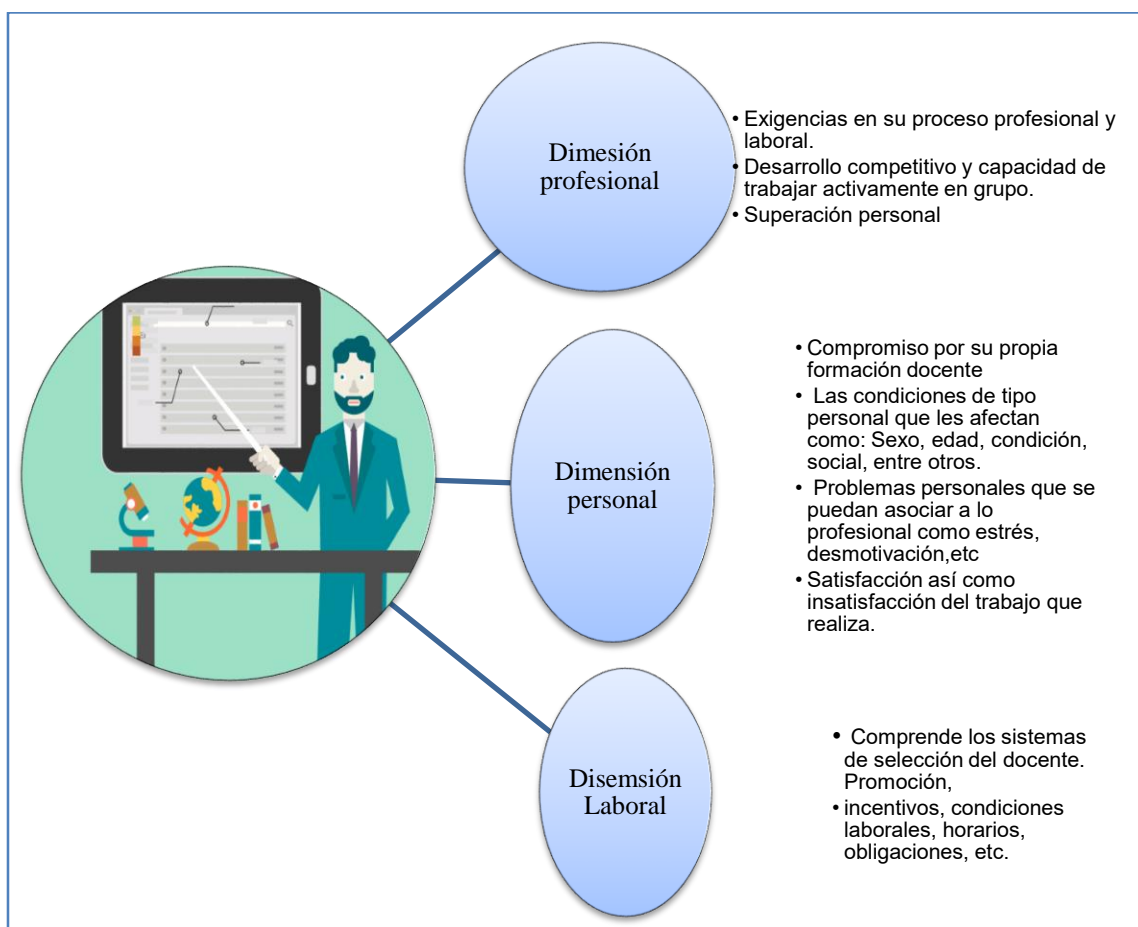 Dimesión
profesional
• Exigencias en su proceso profesional y
laboral.
• Desarrollo competitivo y capacidad de
trabajar activamente en grupo.
• Superación personal
Dimensión
personal
• Compromiso por su propia
formación docente
• Las condiciones de tipo
personal que les afectan
como: Sexo, edad, condición,
social, entre otros.
• Problemas personales que se
puedan asociar a lo
profesional como estrés,
desmotivación,etc
• Satisfacción así como
insatisfacción del trabajo que
realiza.
Disemsión
Laboral
• Comprende los sistemas
de selección del docente.
Promoción,
• incentivos, condiciones
laborales, horarios,
obligaciones, etc.